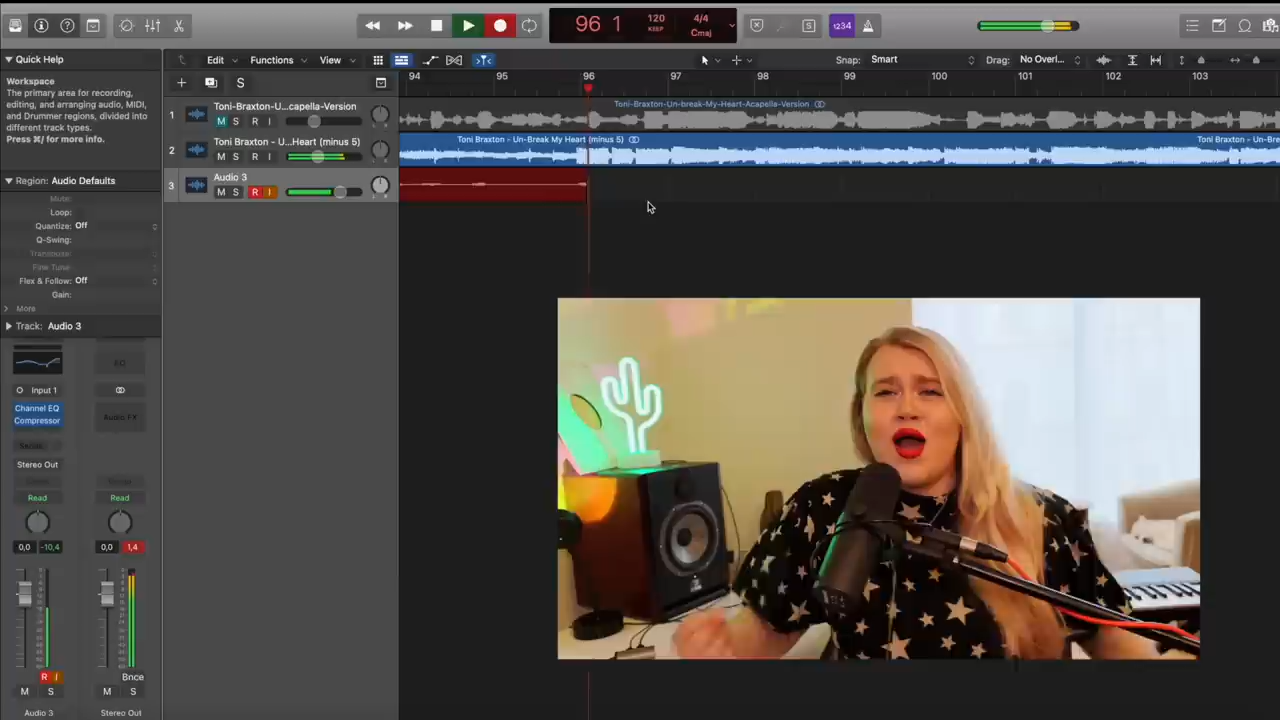 96 1
120
KEEP
4/4
Cmaj
1234
S
Quick Help
Edit
Functions
View
Snap:
Smart
Drag:
No Overl...
Workspace
The primary area for recording,
editing, and arranging audio, MIDI,
and Drummer regions, divided into
different track types.
Press ⌘/ for more info.
S
94
95
96
97
98
99
100
101
102
103
1
Toni-Braxton-U...capella-Version
M S R I
Toni-Braxton-Un-break-My-Heart-Acapella-Version
2
Toni Braxton - U...Heart (minus 5)
M S R I
Toni Braxton - Un-Break My Heart (minus 5)
Toni Braxton - Un-Br
3
Audio 3
M S R I
Region: Audio Defaults
Mute:
Loop:
Quantize: Off
Q-Swing:
Transpose:
Fine Tune:
Flex & Follow: Off
Gain:
More
Track: Audio 3
EQ
Input 1
Channel EQ
Compressor
Audio FX
Sends
Stereo Out
Read
Read
0,0
-10,4
0,0
1,4
R I
Bnce
M S
M S
Audio 3
Stereo Out